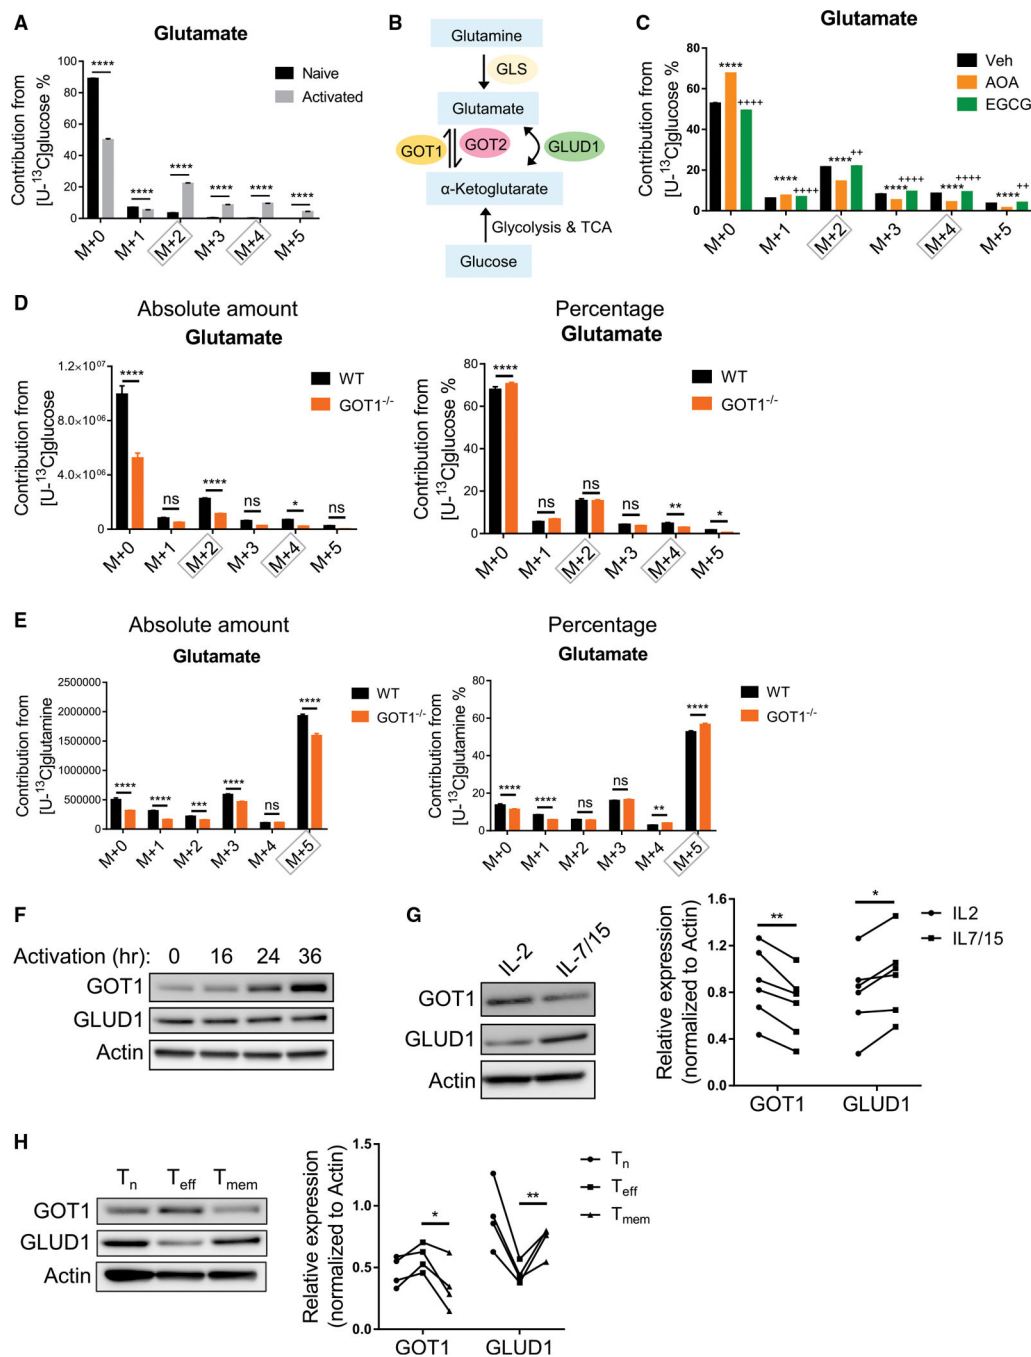 A
Glutamate
Contribution from
[U-¹³C]glucose %
100
80
60
40
20
0
****
****
****
****
****
****
Naive
Activated
M+0
M+1
M+2
M+3
M+4
M+5
B
Glutamine
GLS
Glutamate
GOT1
GOT2
GLUD1
α-Ketoglutarate
Glycolysis & TCA
Glucose
C
Glutamate
Contribution from
[U-¹³C]glucose %
80
60
40
20
0
****
++++
****
++++
****
++
****
++++
****
++++
****
++
Veh
AOA
EGCG
M+0
M+1
M+2
M+3
M+4
M+5
D
Absolute amount
Glutamate
Contribution from
[U-¹³C]glucose
1.2×10⁰⁷
8.0×10⁰⁶
4.0×10⁰⁶
0
****
ns
****
ns
*
ns
WT
GOT1⁻/⁻
M+0
M+1
M+2
M+3
M+4
M+5
Percentage
Glutamate
Contribution from
[U-¹³C]glucose %
80
60
40
20
0
****
ns
ns
ns
**
*
WT
GOT1⁻/⁻
M+0
M+1
M+2
M+3
M+4
M+5
E
Absolute amount
Glutamate
Contribution from
[U-¹³C]glutamine
2500000
2000000
1500000
1000000
500000
0
****
****
***
****
ns
****
WT
GOT1⁻/⁻
M+0
M+1
M+2
M+3
M+4
M+5
Percentage
Glutamate
Contribution from
[U-¹³C]glutamine %
80
60
40
20
0
****
****
ns
ns
**
****
WT
GOT1⁻/⁻
M+0
M+1
M+2
M+3
M+4
M+5
F
Activation (hr): 0 16 24 36
GOT1
GLUD1
Actin
G
IL-2 IL-7/15
GOT1
GLUD1
Actin
Relative expression
(normalized to Actin)
1.6
1.2
0.8
0.4
0.0
**
*
IL2
IL7/15
GOT1 GLUD1
H
Tn Teff Tmem
GOT1
GLUD1
Actin
Relative expression
(normalized to Actin)
1.5
1.0
0.5
0.0
*
**
Tn
Teff
Tmem
GOT1 GLUD1